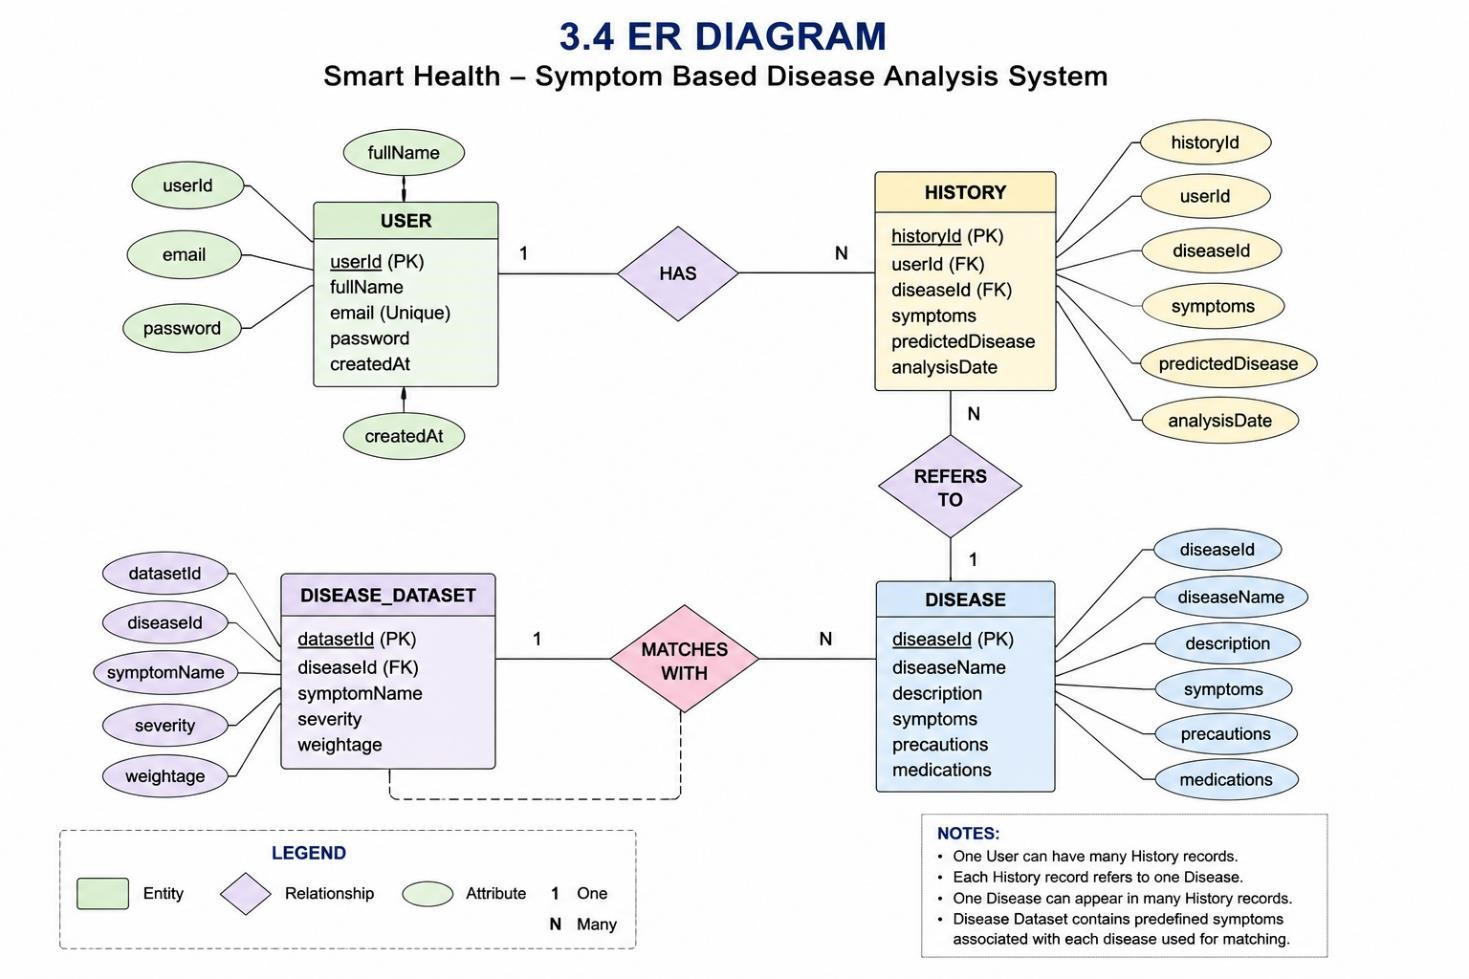 3.4 ER DIAGRAM
Smart Health – Symptom Based Disease Analysis System
fullName
userId
email
password
USER
userId (PK)
fullName
email (Unique)
password
createdAt
createdAt
1
HAS
N
HISTORY
historyId (PK)
userId (FK)
diseaseId (FK)
symptoms
predictedDisease
analysisDate
historyId
userId
diseaseId
symptoms
predictedDisease
analysisDate
N
REFERS
TO
1
datasetId
diseaseId
symptomName
severity
weightage
DISEASE_DATASET
datasetId (PK)
diseaseId (FK)
symptomName
severity
weightage
1
MATCHES
WITH
N
DISEASE
diseaseId (PK)
diseaseName
description
symptoms
precautions
medications
diseaseId
diseaseName
description
symptoms
precautions
medications
LEGEND
Entity
Relationship
Attribute
1 One
N Many
NOTES:
• One User can have many History records.
• Each History record refers to one Disease.
• One Disease can appear in many History records.
• Disease Dataset contains predefined symptoms
associated with each disease used for matching.